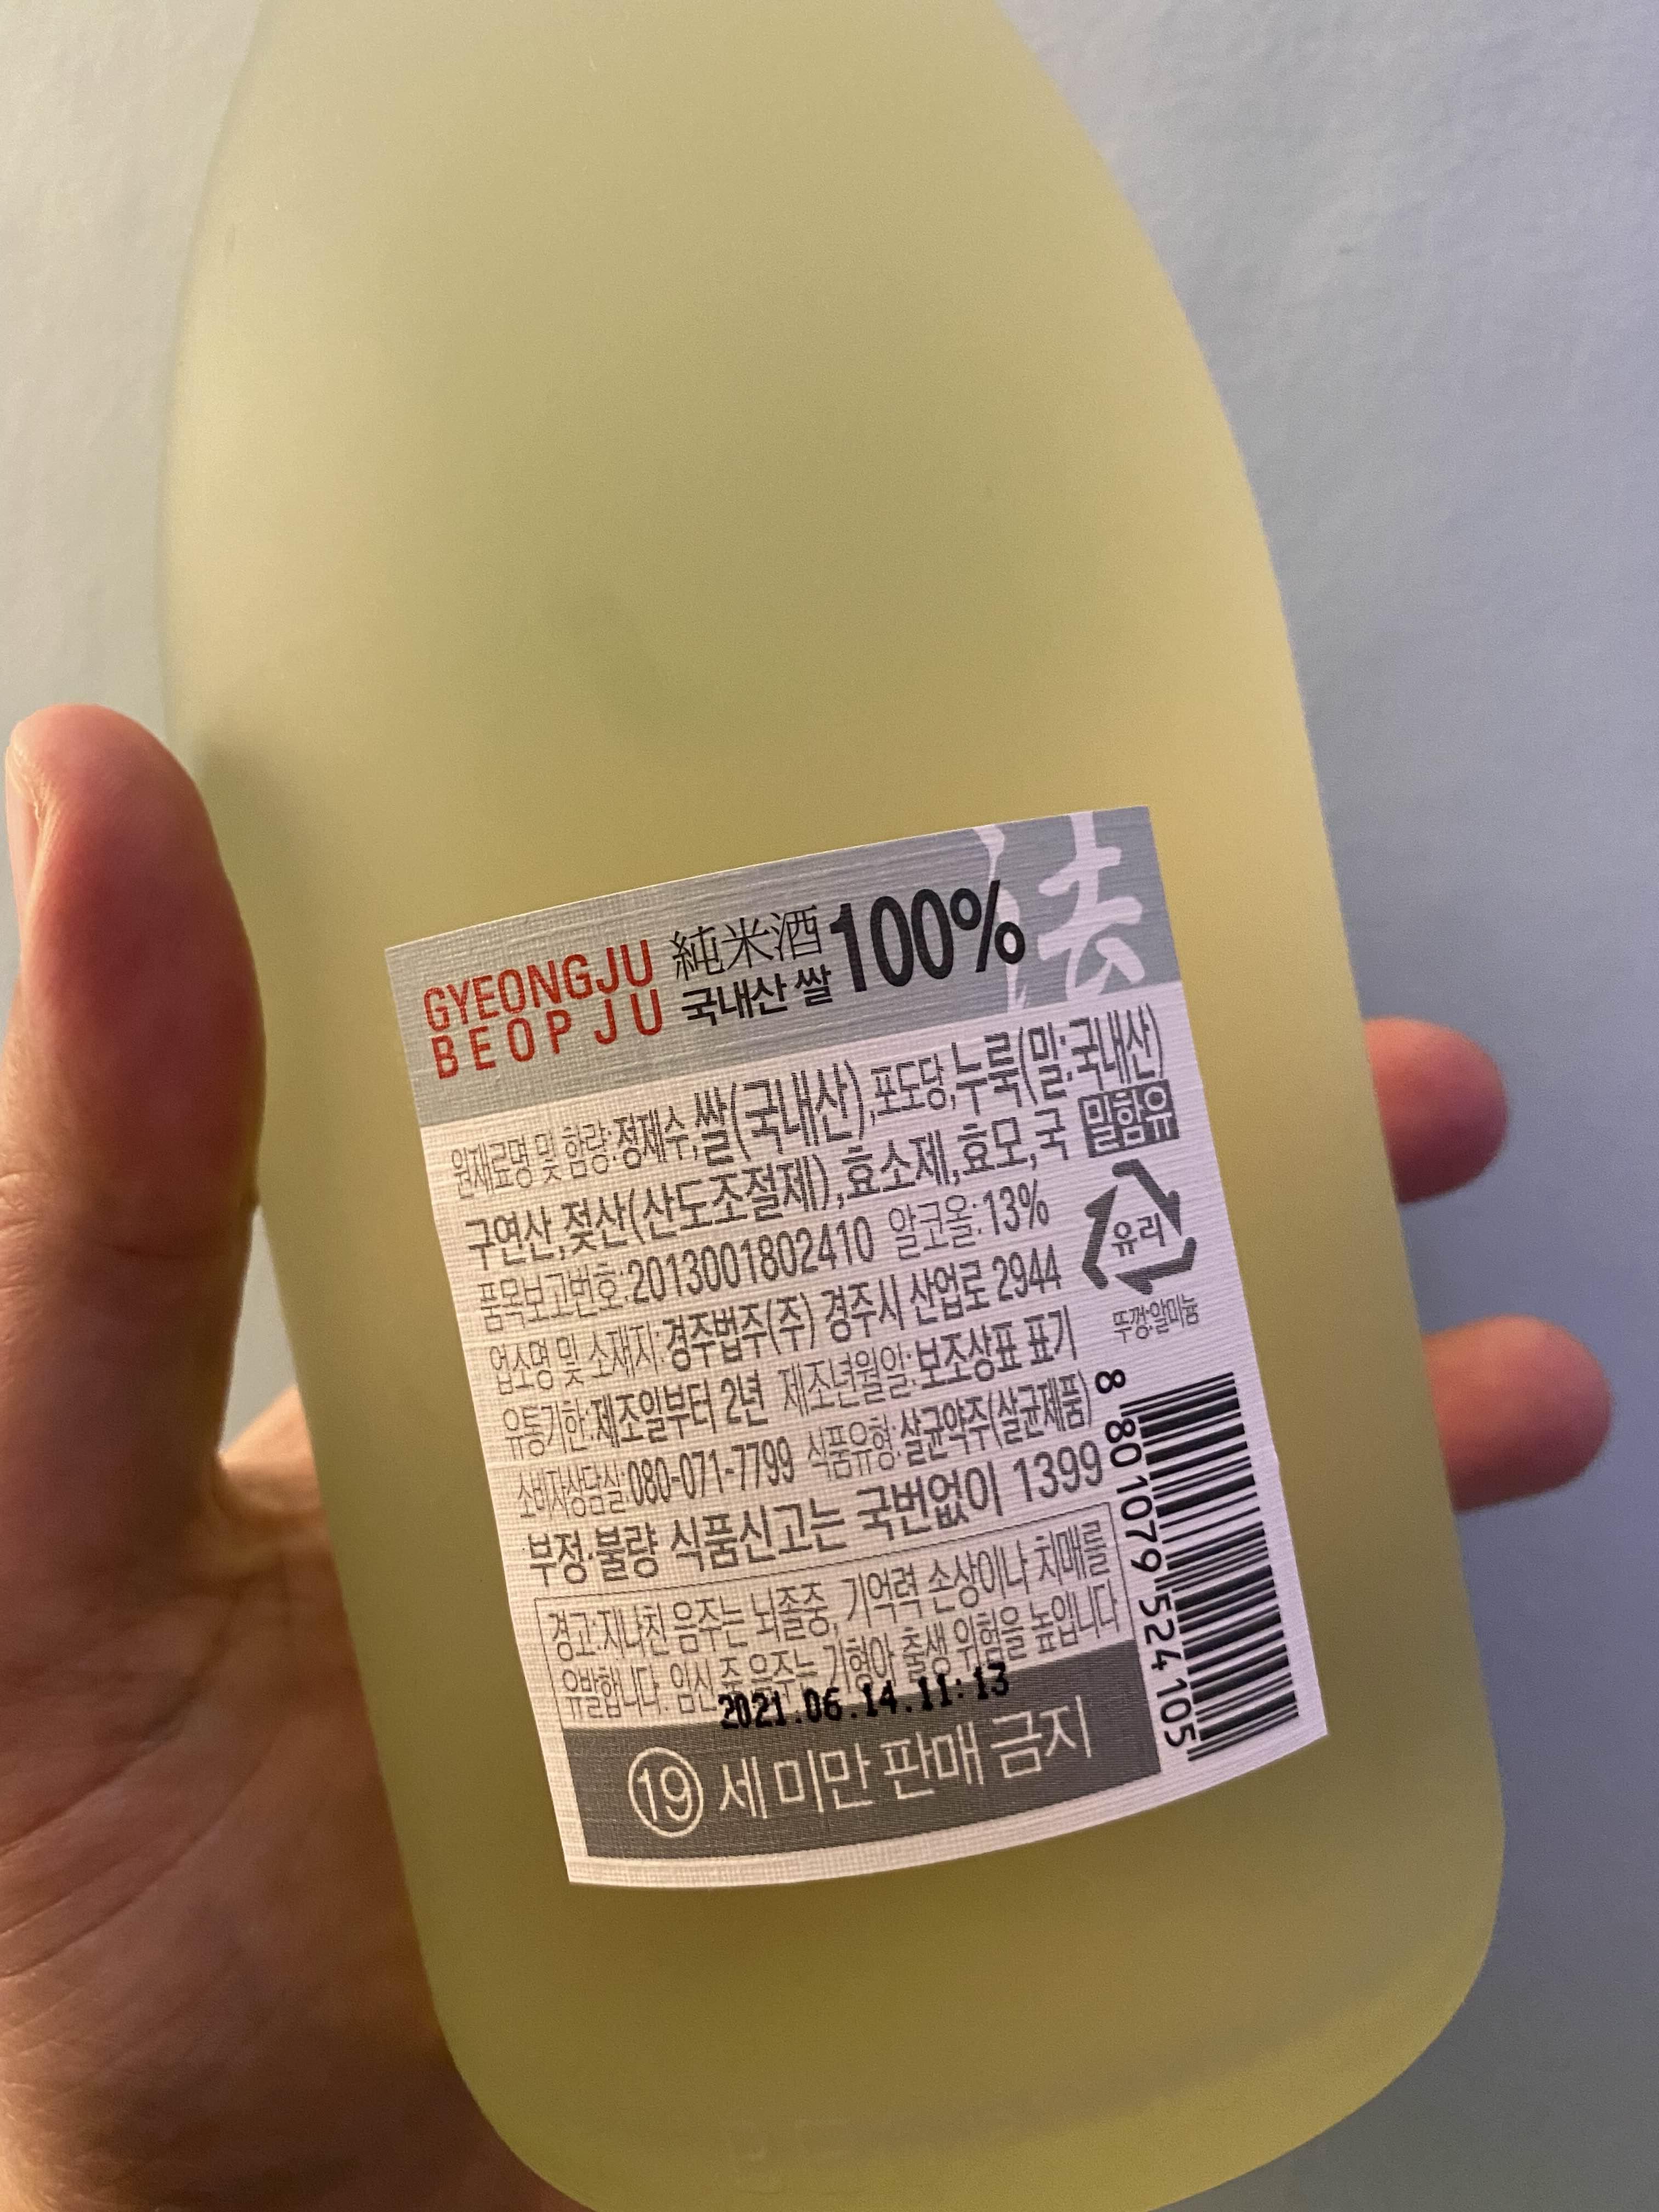 GYEONGJU
BEOPJU
純米酒
국내산 쌀
100%
法
원재료명 및 함량:정제수,쌀(국내산),포도당,누룩(밀:국내산)
구연산,젖산(산도조절제),효소제,효모,국
밀함유
품목보고번호:2013001802410 알코올:13%
업소명 및 소재지:경주법주(주) 경주시 산업로 2944
유통기한:제조일부터 2년 제조년월일:보조상표 표기
소비자상담실:080-071-7799 식품유형:살균약주(살균제품)
부정·불량 식품신고는 국번없이 1399
유리
뚜껑:알미늄
8 801079 524105
경고:지나친 음주는 뇌졸중, 기억력 손상이나 치매를
유발합니다. 임신 중 음주는 기형아 출생 위험을 높입니다
2021.06.14.11:13
19세 미만 판매 금지